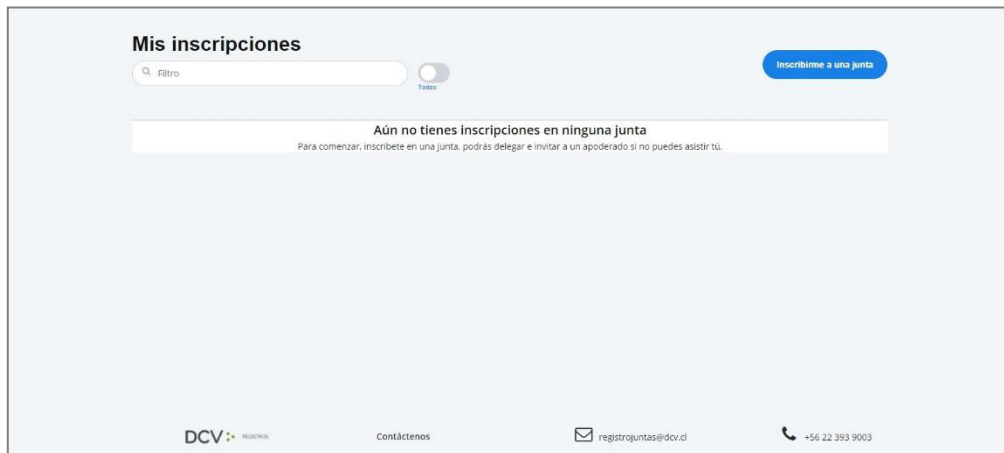 Mis inscripciones
Filtro
Todas
Inscribirme a una junta
Aún no tienes inscripciones en ninguna junta
Para comenzar, inscríbete en una junta, podrás delegar e invitar a un apoderado si no puedes asistir tú.
DCV REGISTROS
Contáctenos
registrojuntas@dcv.cl
+56 22 393 9003